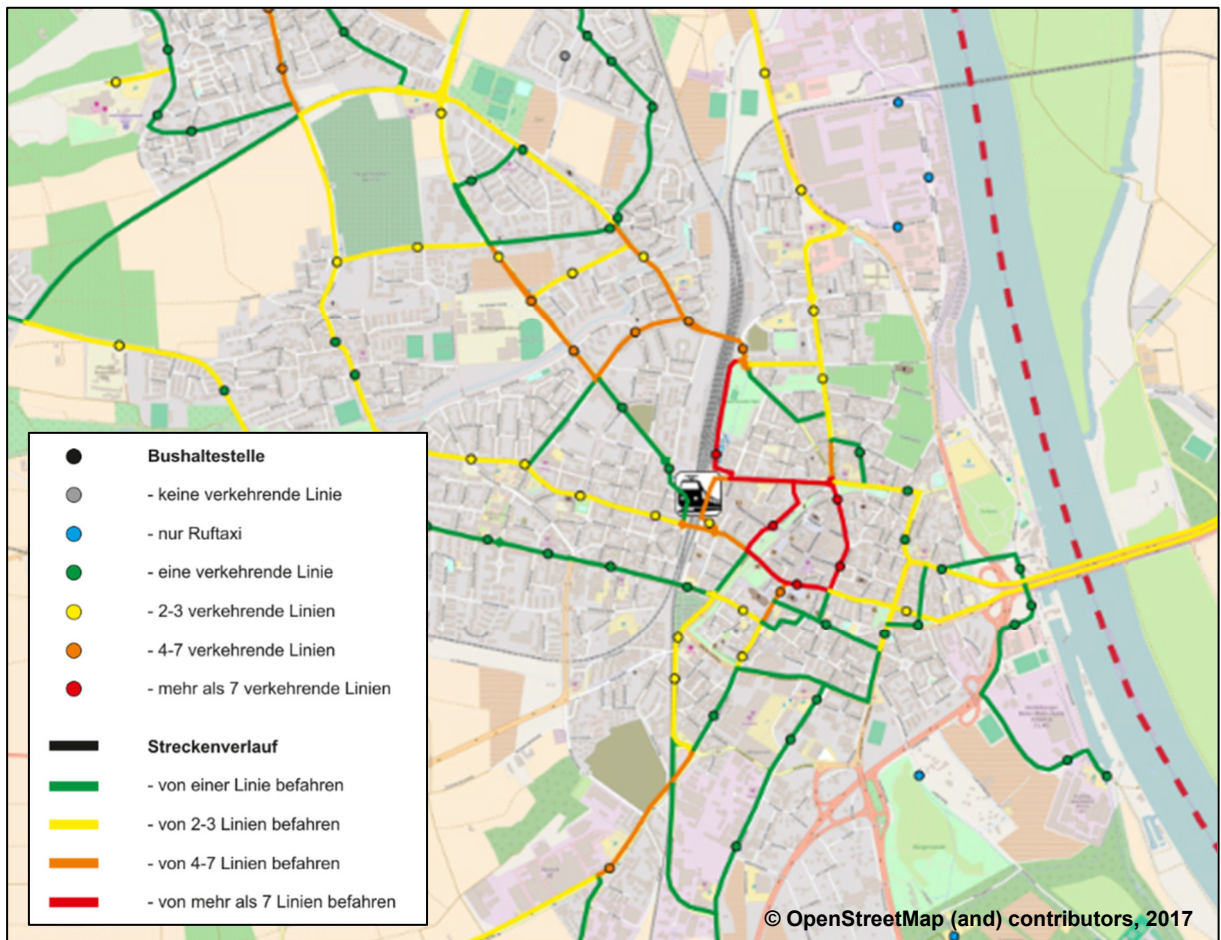 Bushaltestelle
- keine verkehrende Linie
- nur Ruftaxi
- eine verkehrende Linie
- 2-3 verkehrende Linien
- 4-7 verkehrende Linien
- mehr als 7 verkehrende Linien
Streckenverlauf
- von einer Linie befahren
- von 2-3 Linien befahren
- von 4-7 Linien befahren
- von mehr als 7 Linien befahren
© OpenStreetMap (and) contributors, 2017